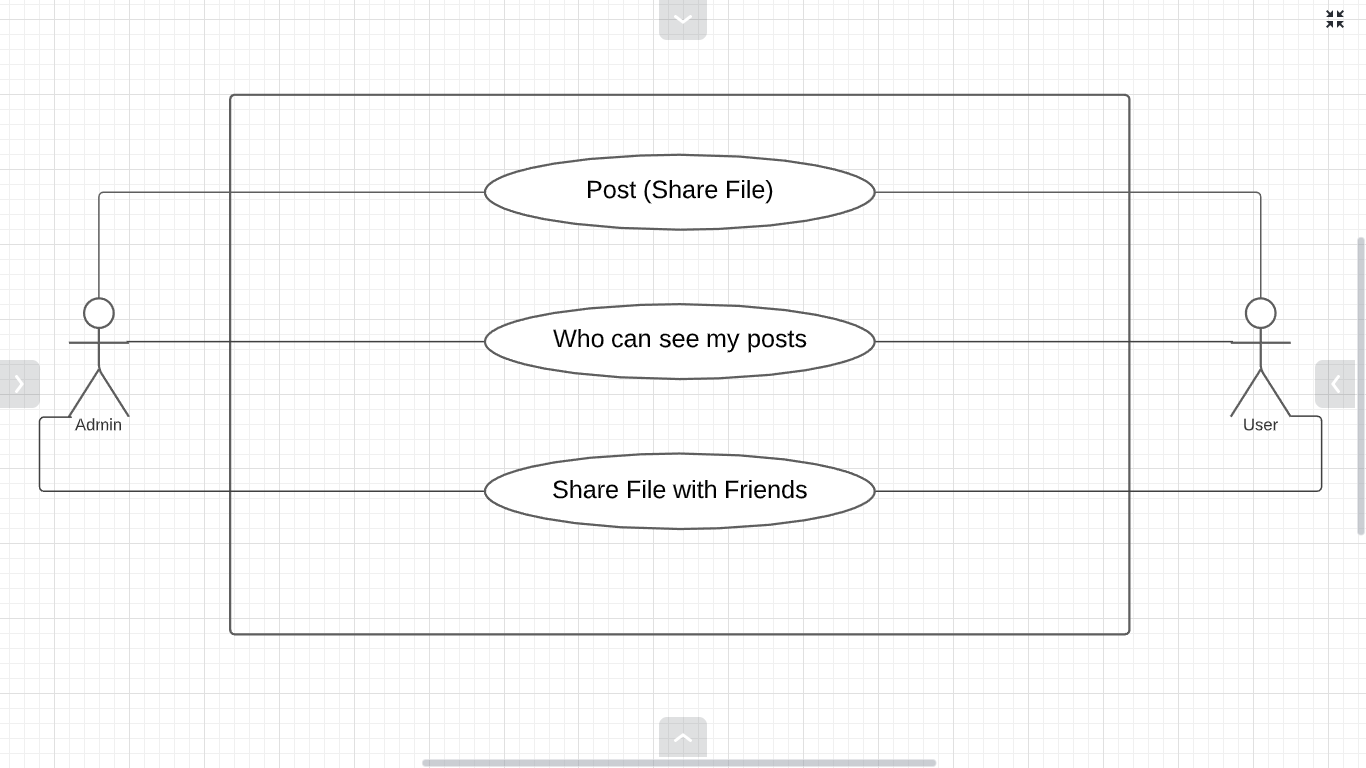 Post (Share File)
Who can see my posts
Admin
User
Share File with Friends